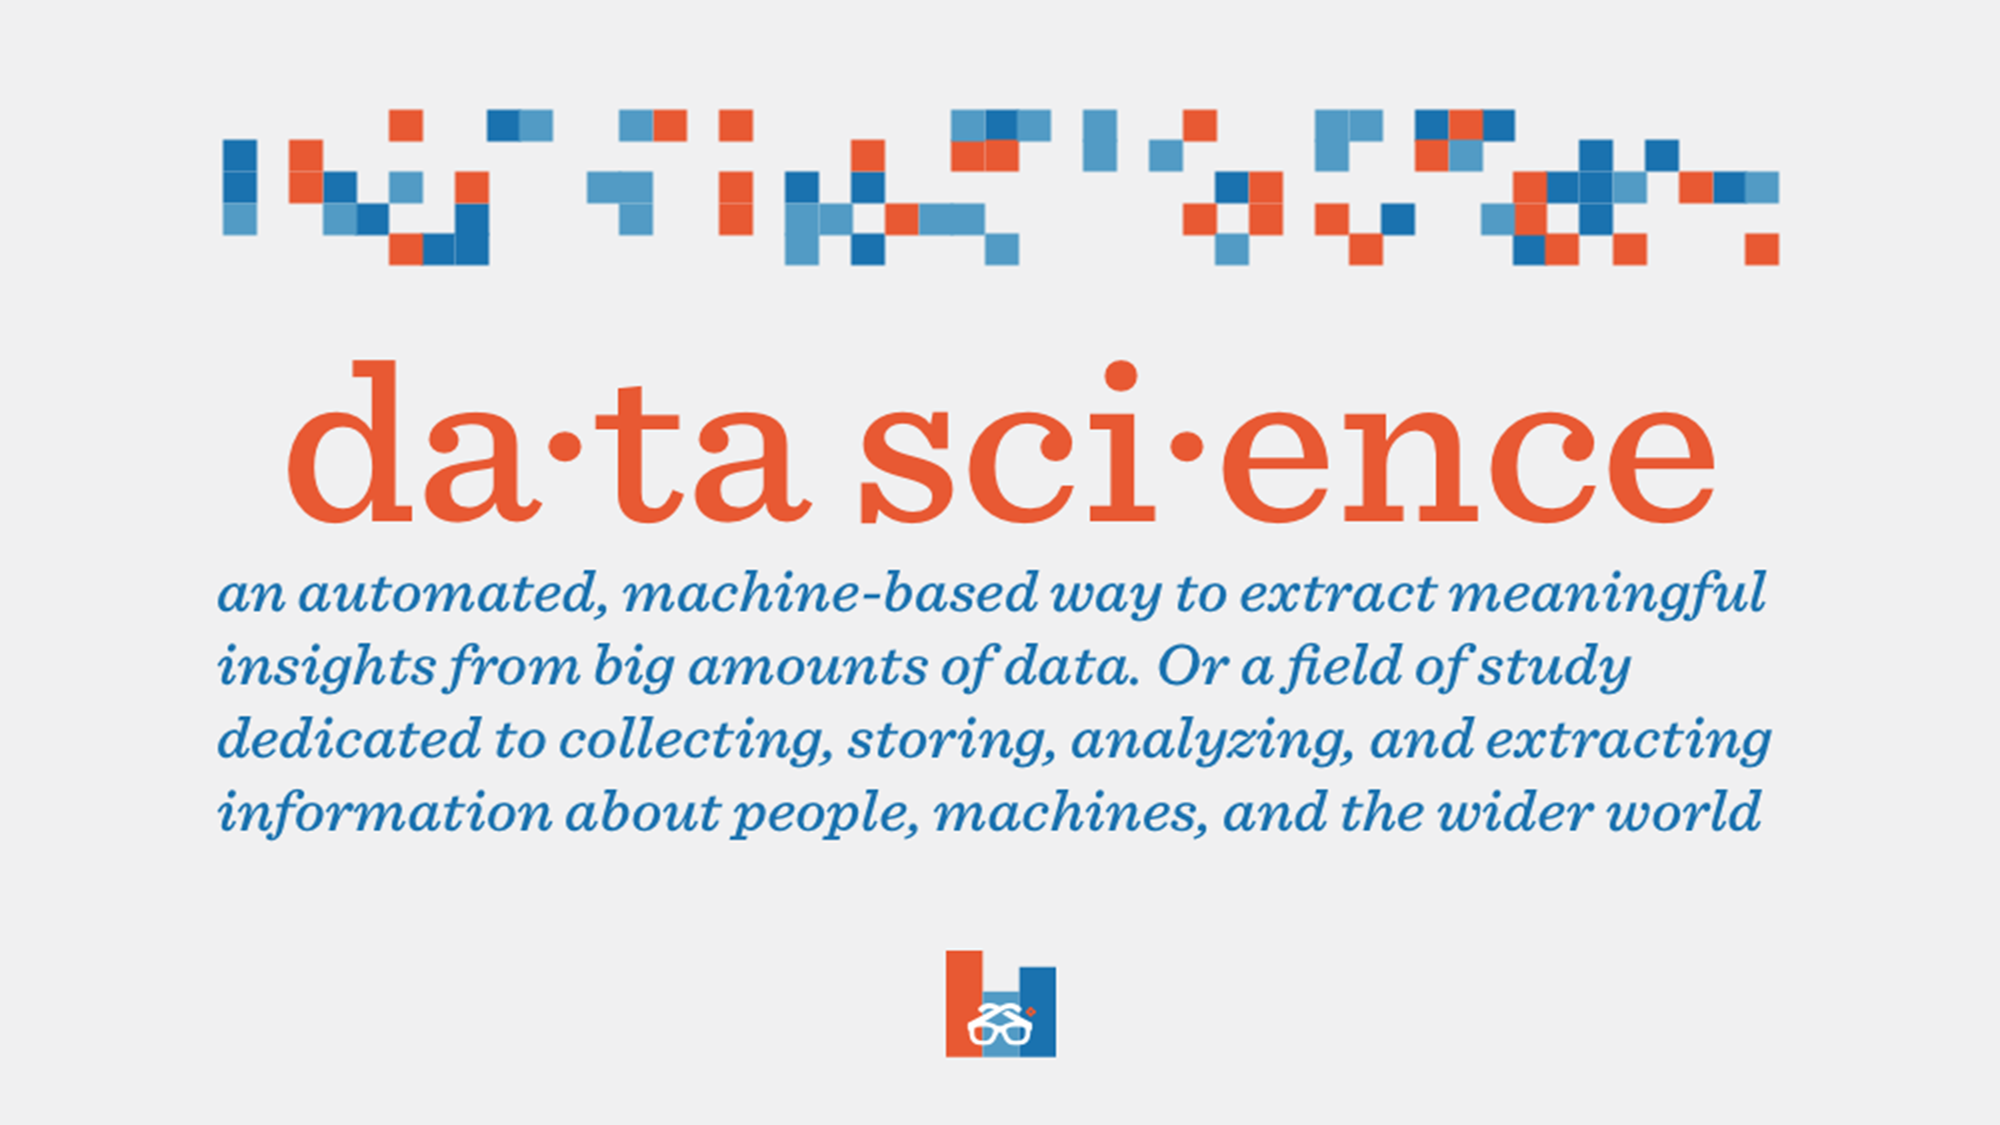 da·ta sci·ence
an automated, machine-based way to extract meaningful
insights from big amounts of data. Or a field of study
dedicated to collecting, storing, analyzing, and extracting
information about people, machines, and the wider world